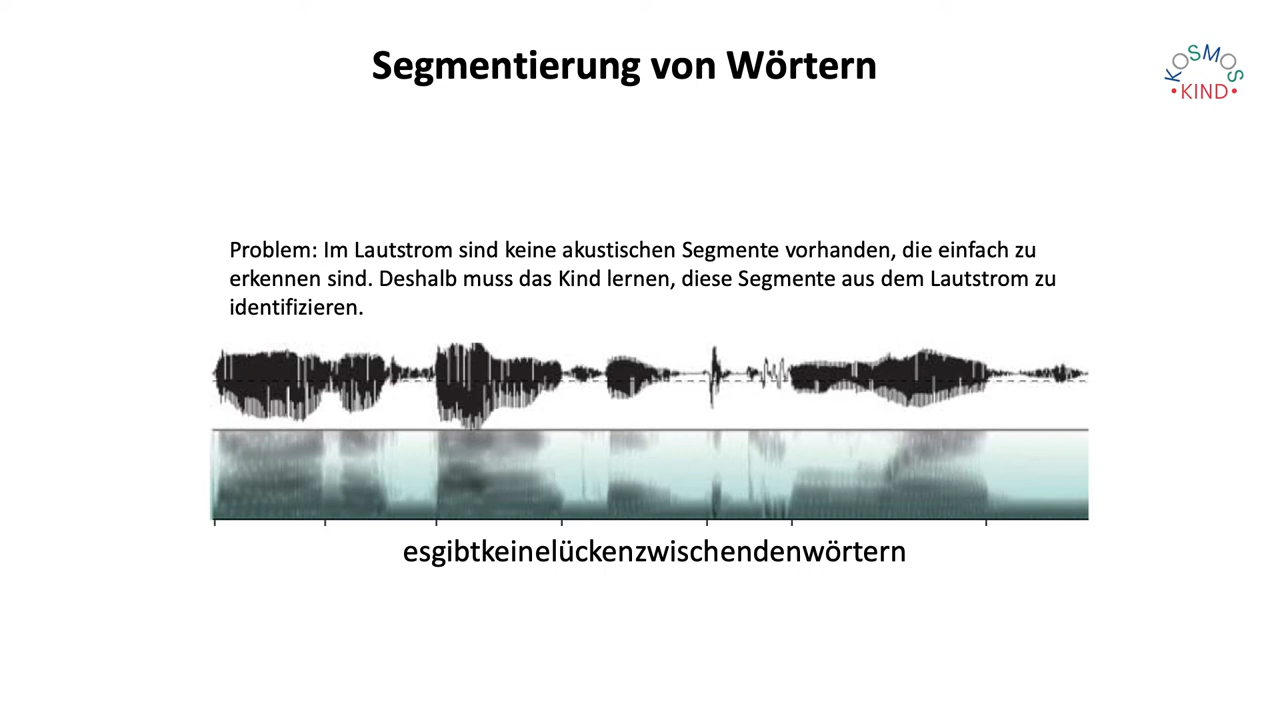 Segmentierung von Wörtern
KOSMOS
•KIND•
Problem: Im Lautstrom sind keine akustischen Segmente vorhanden, die einfach zu
erkennen sind. Deshalb muss das Kind lernen, diese Segmente aus dem Lautstrom zu
identifizieren.
esgibtkeinelückenzwischendenwörtern